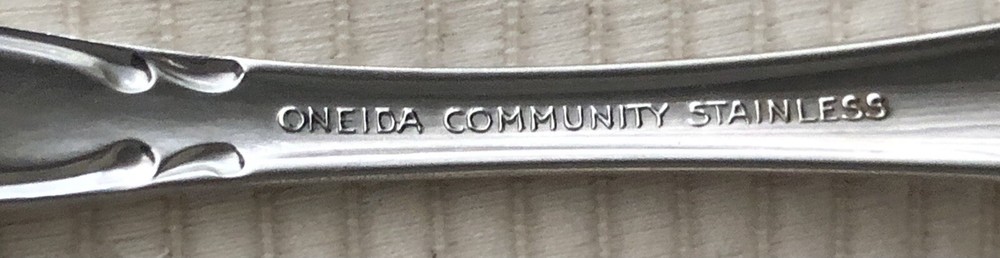 ONEIDA COMMUNITY STAINLESS